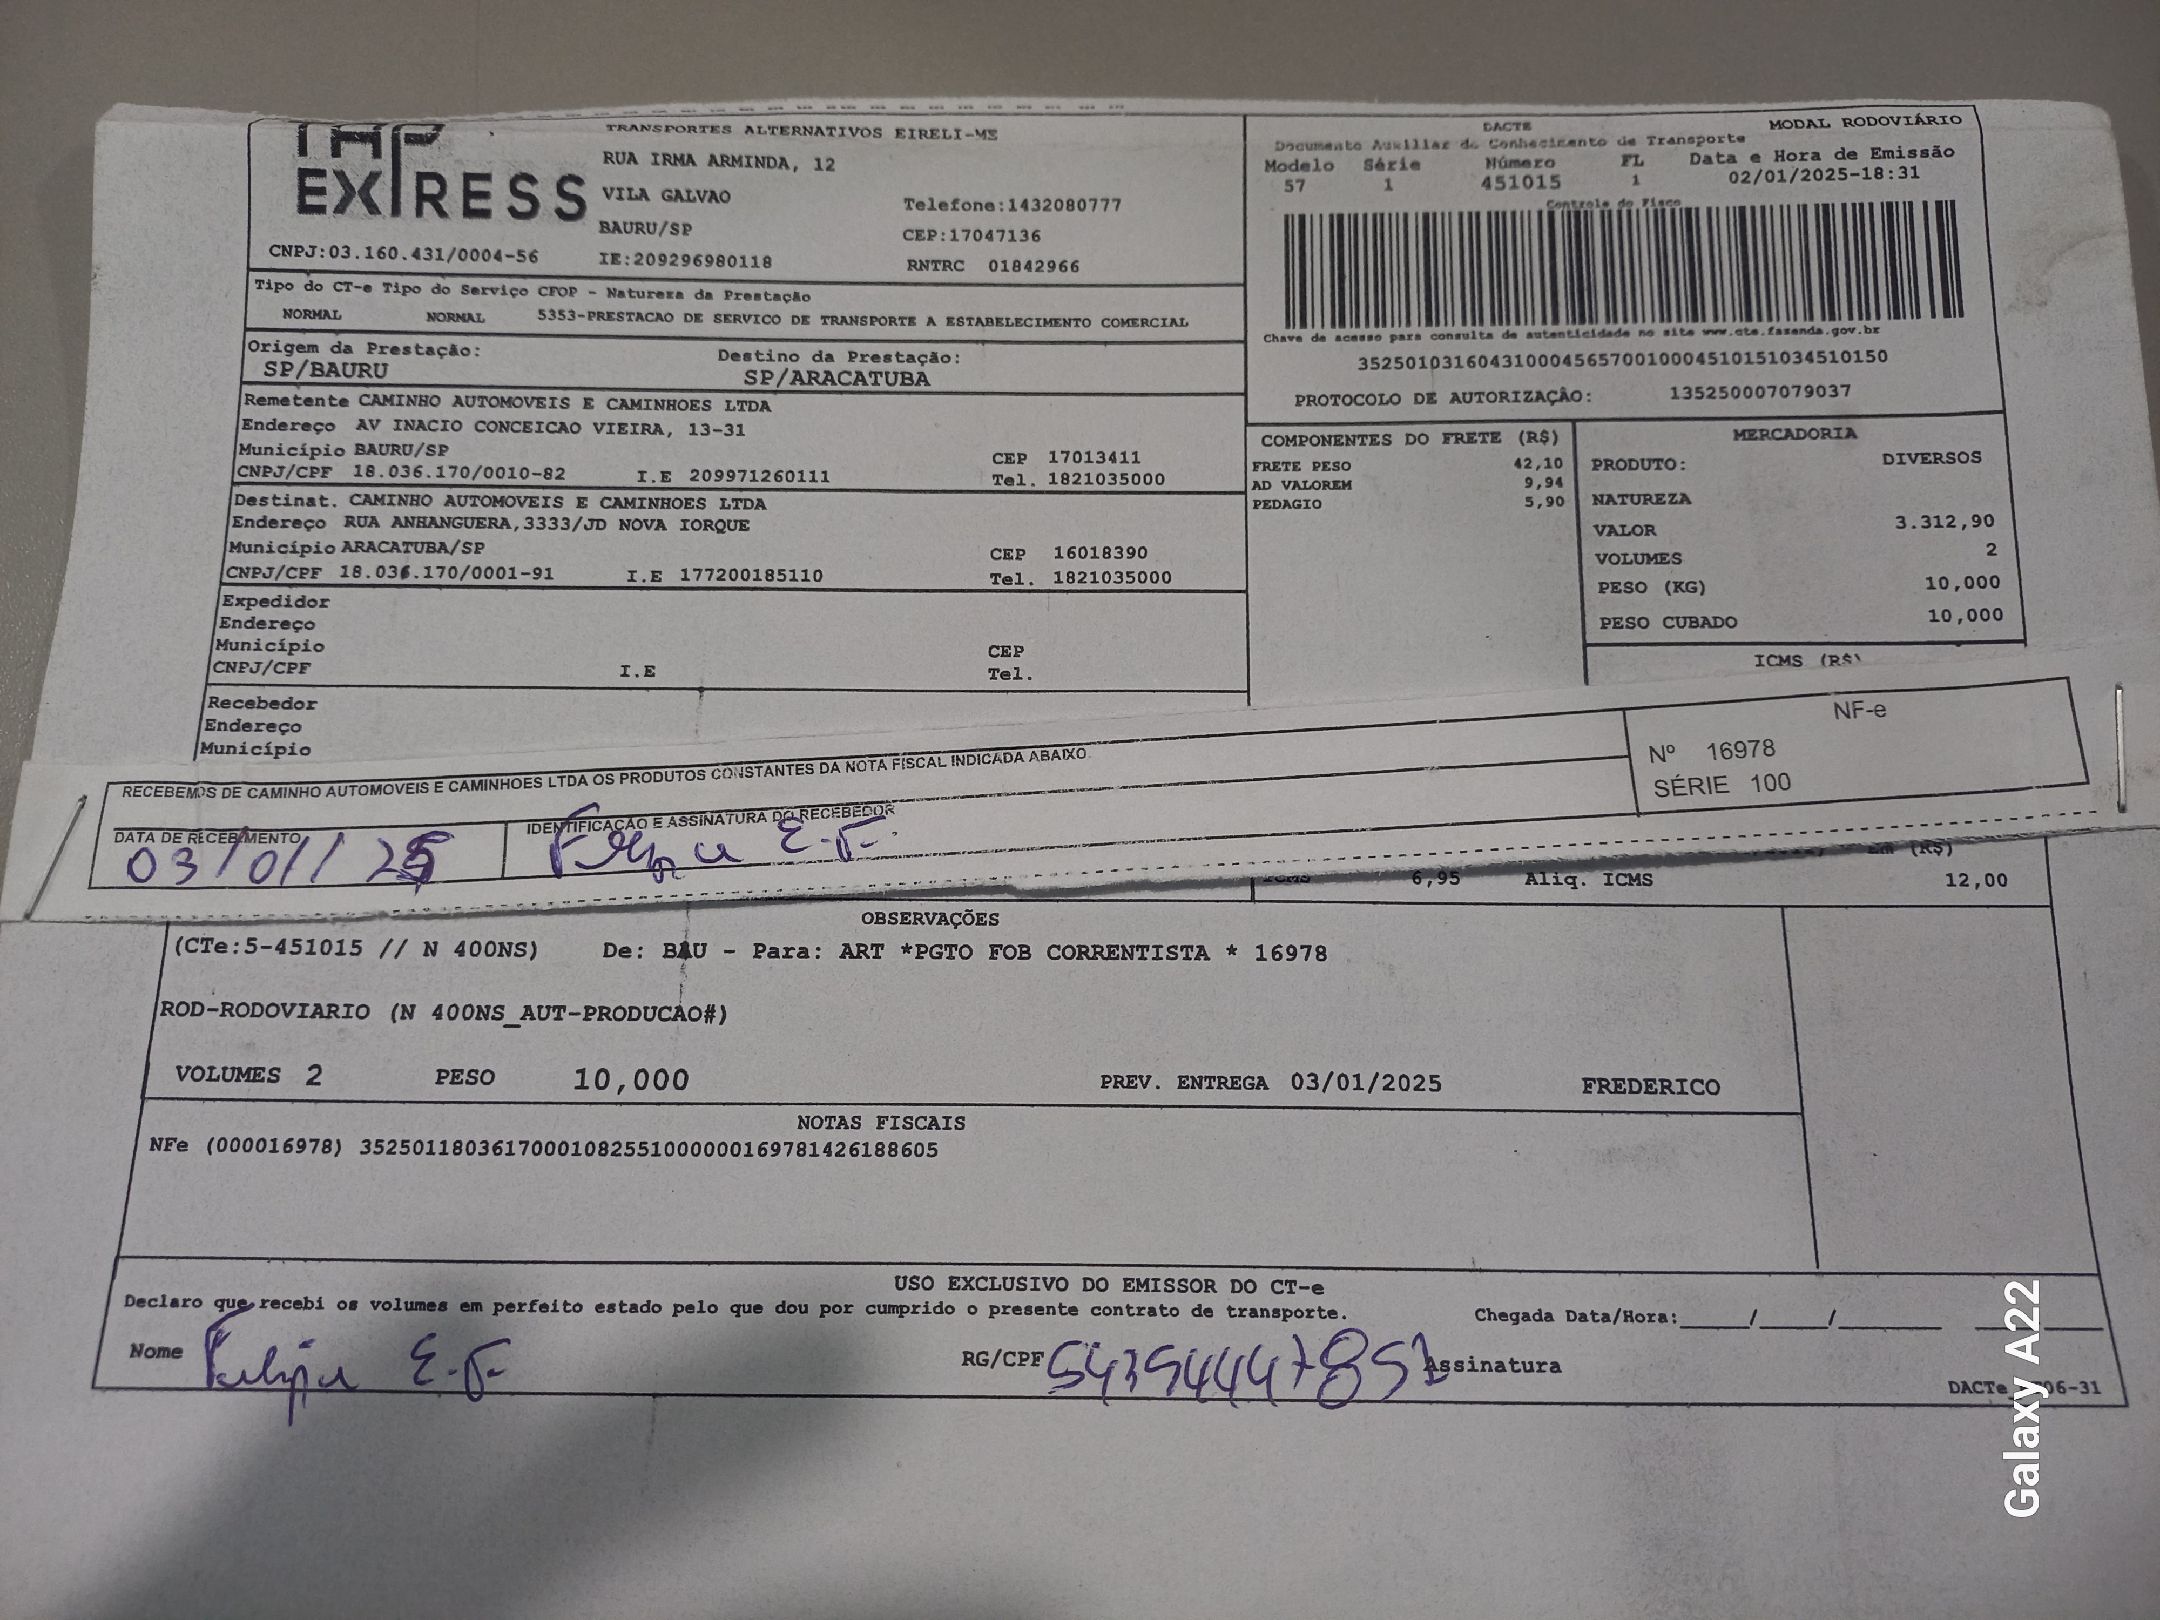 TAP
EXPRESS
CNPJ:03.160.431/0004-56
TRANSPORTES ALTERNATIVOS EIRELI-ME
RUA IRMA ARMINDA, 12
VILA GALVAO
BAURU/SP
IE:209296980118
Telefone:1432080777
CEP:17047136
RNTRC 01842966
DACTE
MODAL RODOVIÁRIO
Documento Auxiliar do Conhecimento de Transporte
Modelo Série Número FL Data e Hora de Emissão
57 1 451015 1 02/01/2025-18:31
Controle do Fisco
Chave de acesso para consulta de autenticidade no site www.cte.fazenda.gov.br
35250103160431000456570010004510151034510150
PROTOCOLO DE AUTORIZAÇÃO: 135250007079037
Tipo do CT-e Tipo do Serviço CFOP - Natureza da Prestação
NORMAL NORMAL 5353-PRESTACAO DE SERVICO DE TRANSPORTE A ESTABELECIMENTO COMERCIAL
Origem da Prestação: Destino da Prestação:
SP/BAURU SP/ARACATUBA
Remetente CAMINHO AUTOMOVEIS E CAMINHOES LTDA
Endereço AV INACIO CONCEICAO VIEIRA, 13-31
Município BAURU/SP CEP 17013411
CNPJ/CPF 18.036.170/0010-82 I.E 209971260111 Tel. 1821035000
Destinat. CAMINHO AUTOMOVEIS E CAMINHOES LTDA
Endereço RUA ANHANGUERA,3333/JD NOVA IORQUE
Município ARACATUBA/SP CEP 16018390
CNPJ/CPF 18.036.170/0001-91 I.E 177200185110 Tel. 1821035000
Expedidor
Endereço
Município CEP
CNPJ/CPF I.E Tel.
Recebedor
Endereço
Município
COMPONENTES DO FRETE (R$)
FRETE PESO 42,10
AD VALOREM 9,94
PEDAGIO 5,90
MERCADORIA
PRODUTO: DIVERSOS
NATUREZA
VALOR 3.312,90
VOLUMES 2
PESO (KG) 10,000
PESO CUBADO 10,000
ICMS (R$)
RECEBEMOS DE CAMINHO AUTOMOVEIS E CAMINHOES LTDA OS PRODUTOS CONSTANTES DA NOTA FISCAL INDICADA ABAIXO
DATA DE RECEBIMENTO IDENTIFICAÇÃO E ASSINATURA DO RECEBEDOR
03/01/25 Felipe E.F.
NF-e
Nº 16978
SÉRIE 100
em (R$)
ICMS 6,95 Aliq. ICMS 12,00
OBSERVAÇÕES
(CTe:5-451015 // N 400NS) De: BAU - Para: ART *PGTO FOB CORRENTISTA * 16978
ROD-RODOVIARIO (N 400NS_AUT-PRODUCAO#)
VOLUMES 2 PESO 10,000 PREV. ENTREGA 03/01/2025 FREDERICO
NOTAS FISCAIS
NFe (000016978) 35250118036170001082551000000169781426188605
USO EXCLUSIVO DO EMISSOR DO CT-e
Declaro que recebi os volumes em perfeito estado pelo que dou por cumprido o presente contrato de transporte. Chegada Data/Hora:_____/_____/________
Nome Felipe E.F. RG/CPF Assinatura
DACTe 06-31
Galaxy A22